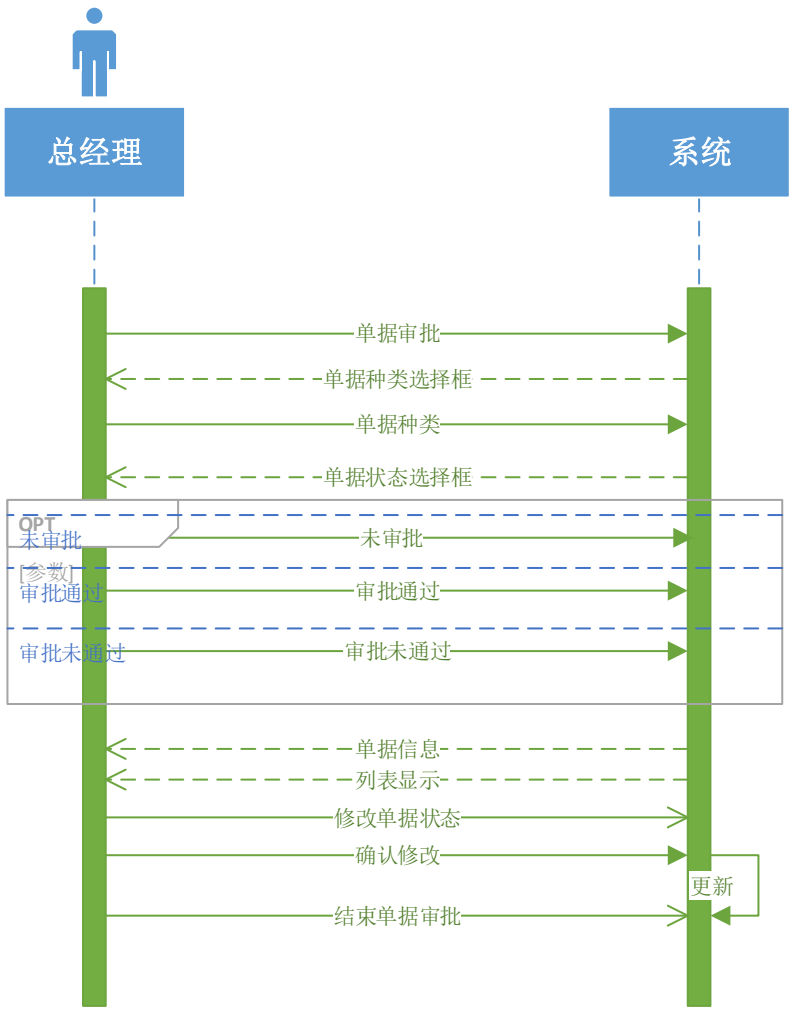 总经理
系统
单据审批
单据种类选择框
单据种类
单据状态选择框
OPT
未审批
未审批
[参数]
审批通过
审批通过
审批未通过
审批未通过
单据信息
列表显示
修改单据状态
确认修改
更新
结束单据审批